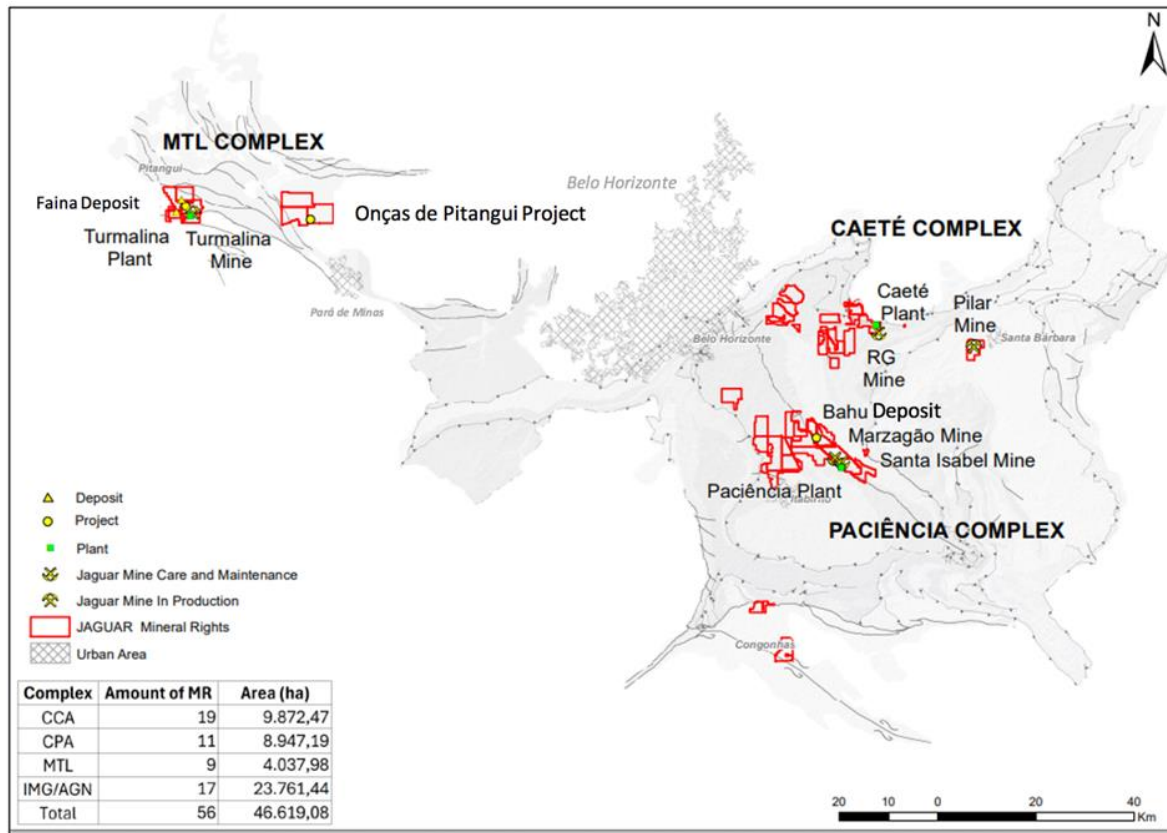 N
MTL COMPLEX
Pitangui
Faina Deposit
Turmalina
Plant
Turmalina
Mine
Onças de Pitangui Project
Pará de Minas
Belo Horizonte
Belo Horizonte
CAETÉ COMPLEX
Caeté
Plant
Pilar
Mine
Santa Bárbara
RG
Mine
Bahu Deposit
Marzagão Mine
Santa Isabel Mine
Paciência Plant
Itabirito
PACIÊNCIA COMPLEX
Congonhas
Deposit
Project
Plant
Jaguar Mine Care and Maintenance
Jaguar Mine In Production
JAGUAR Mineral Rights
Urban Area
Complex Amount of MR Area (ha)
CCA 19 9.872,47
CPA 11 8.947,19
MTL 9 4.037,98
IMG/AGN 17 23.761,44
Total 56 46.619,08
20 10 0 20 40
Km